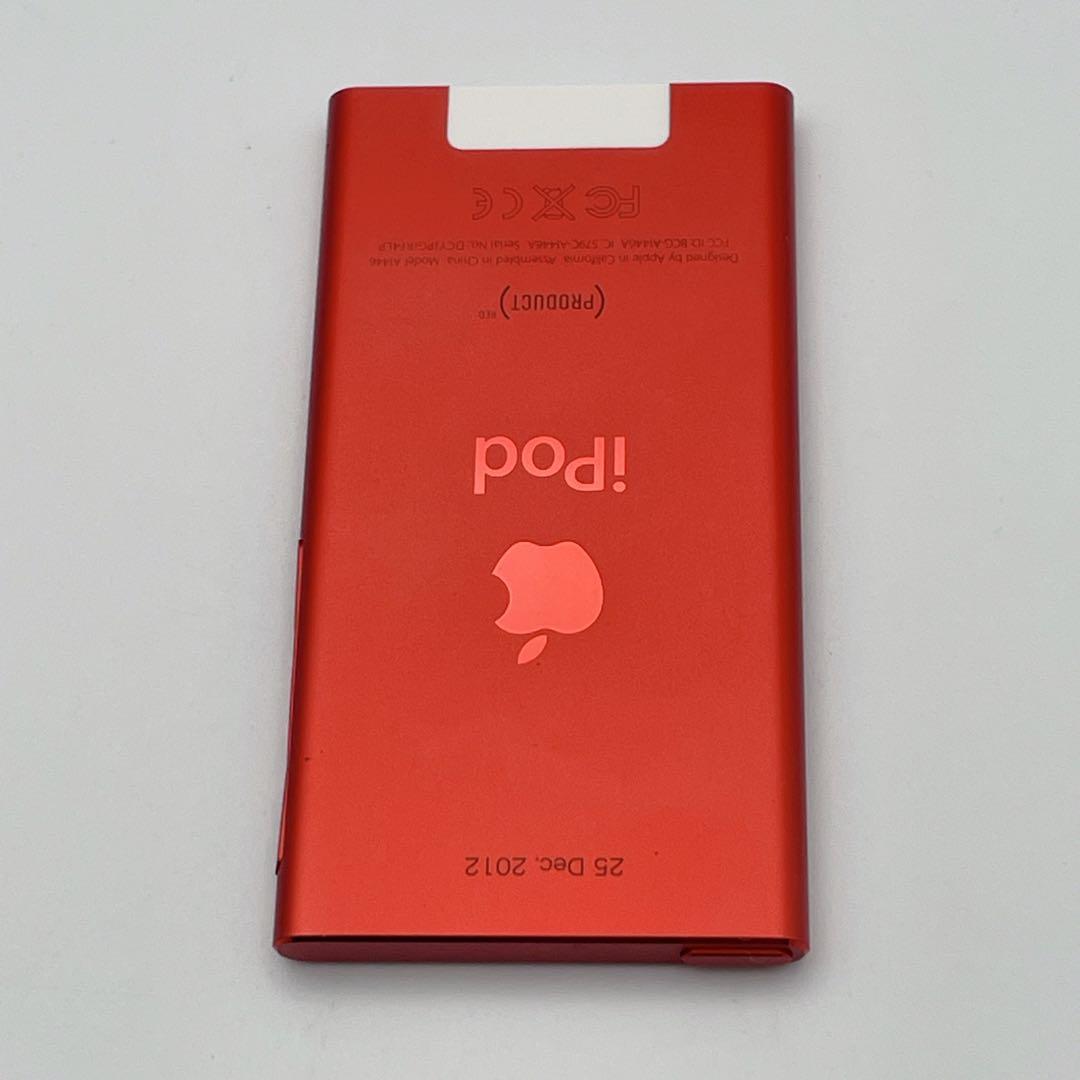 25 Dec. 2012
iPod
(PRODUCT) RED
Designed by Apple in California Assembled in China Model A1446
FCC ID: BCG-A1446A IC: 579C-A1446A Serial No.:
FC CE